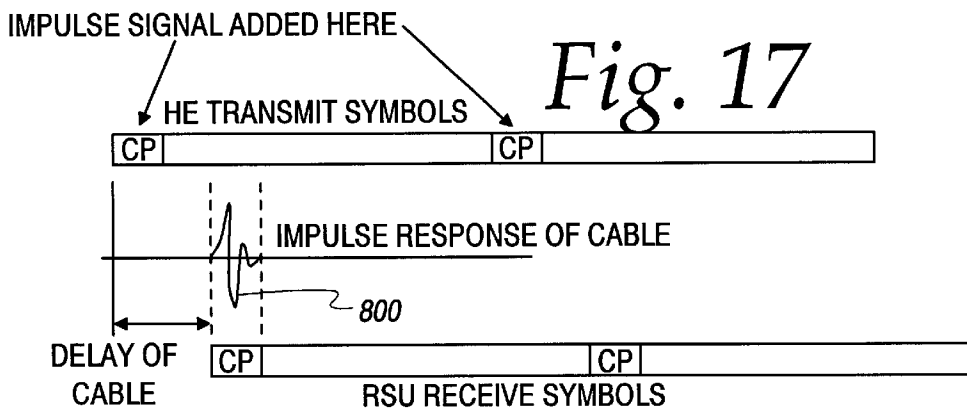 IMPULSE SIGNAL ADDED HERE
Fig. 17
HE TRANSMIT SYMBOLS
CP
CP
IMPULSE RESPONSE OF CABLE
800
DELAY OF
CABLE
CP
CP
RSU RECEIVE SYMBOLS